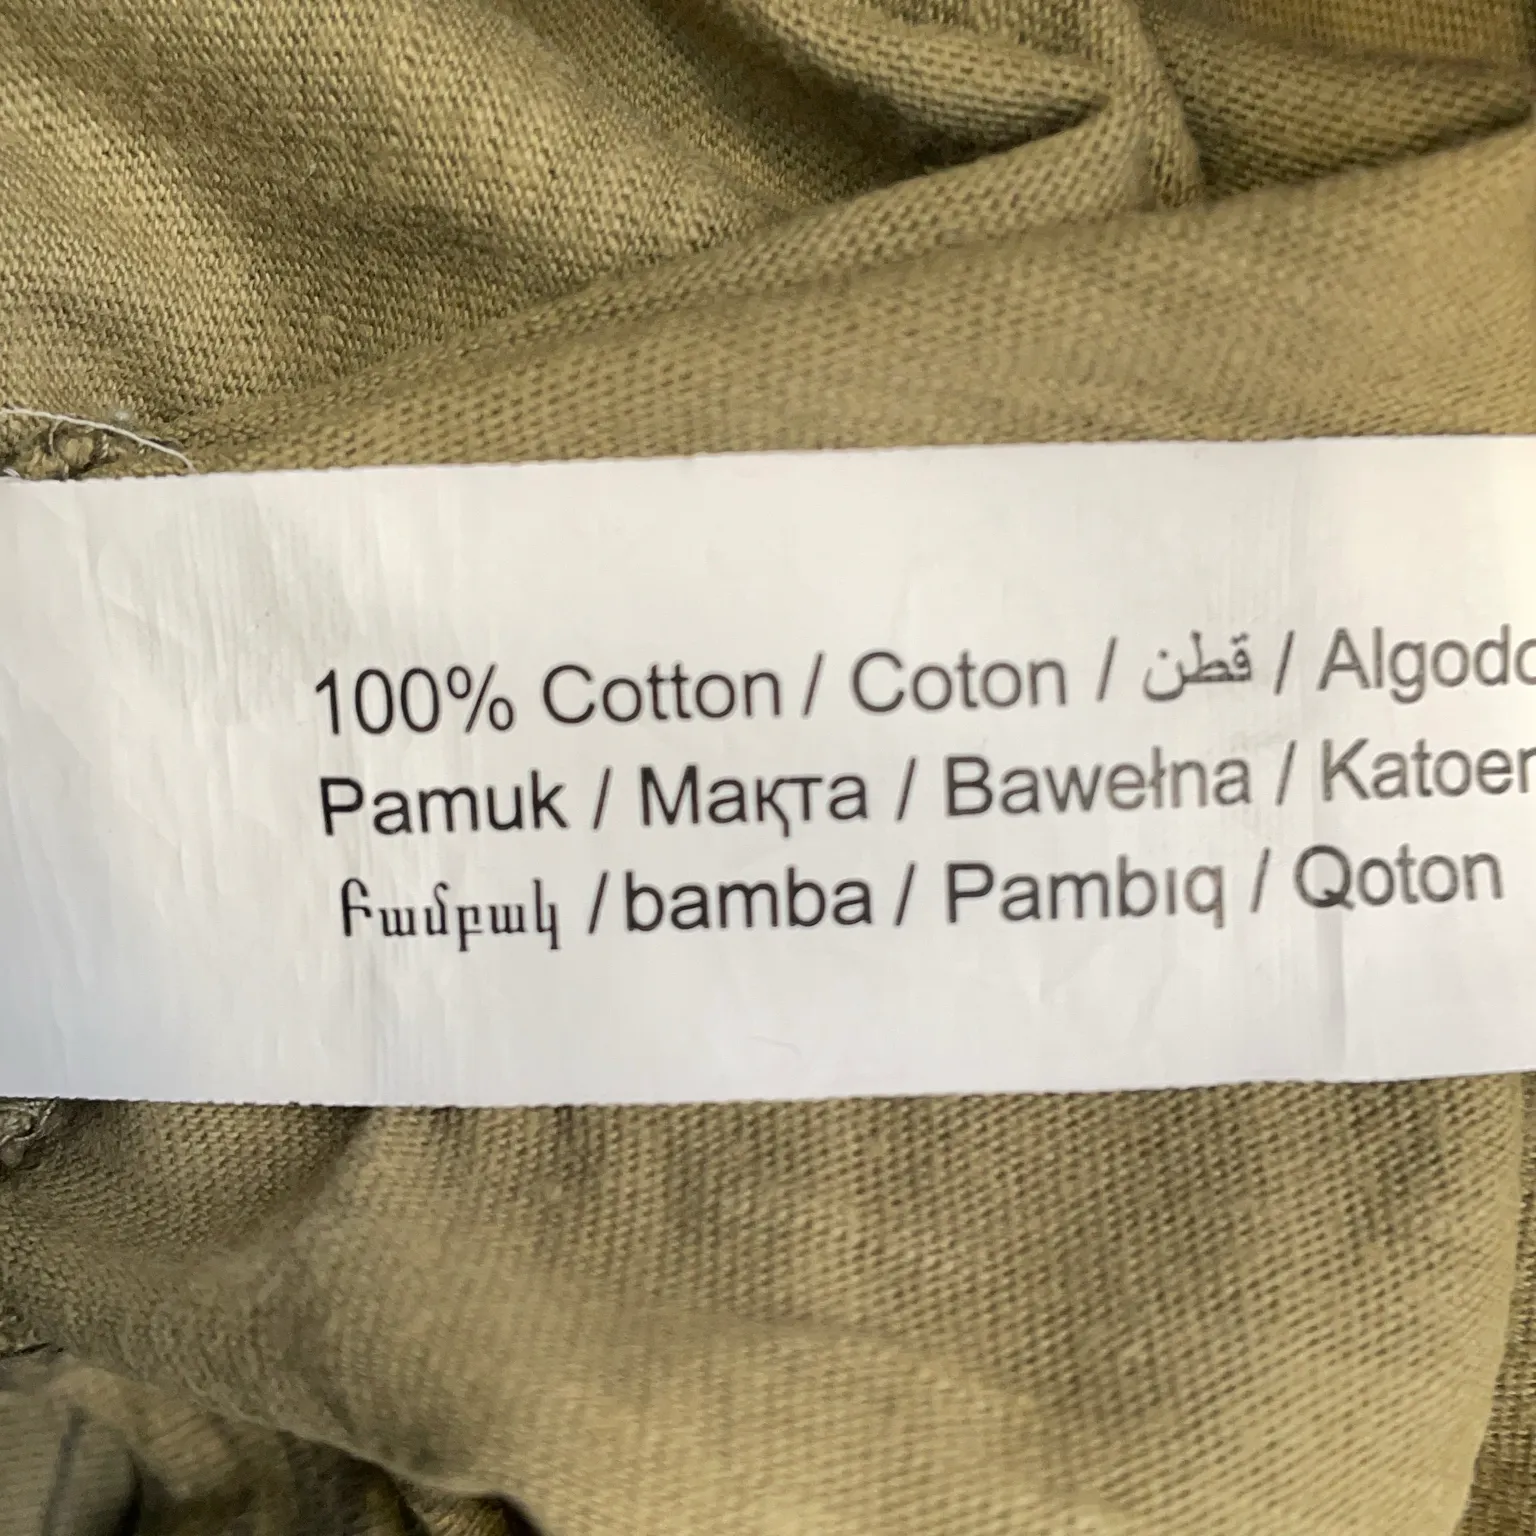 100% Cotton / Coton / قطن / Algodo
Pamuk / Мақта / Bawełna / Katoen
Բամբակ / bamba / Pambıq / Qoton